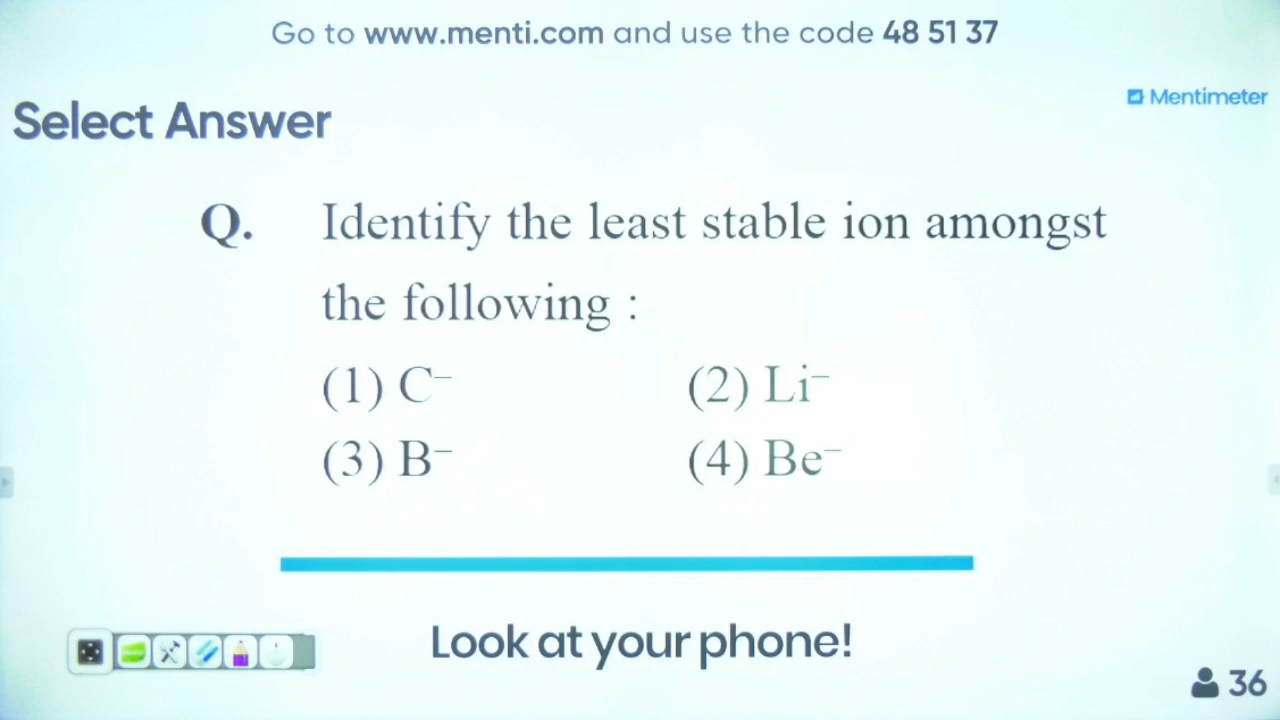 Go to www.menti.com and use the code 48 51 37
Mentimeter
Select Answer
Q. Identify the least stable ion amongst
the following :
(1) C⁻ (2) Li⁻
(3) B⁻ (4) Be⁻
Look at your phone!
36